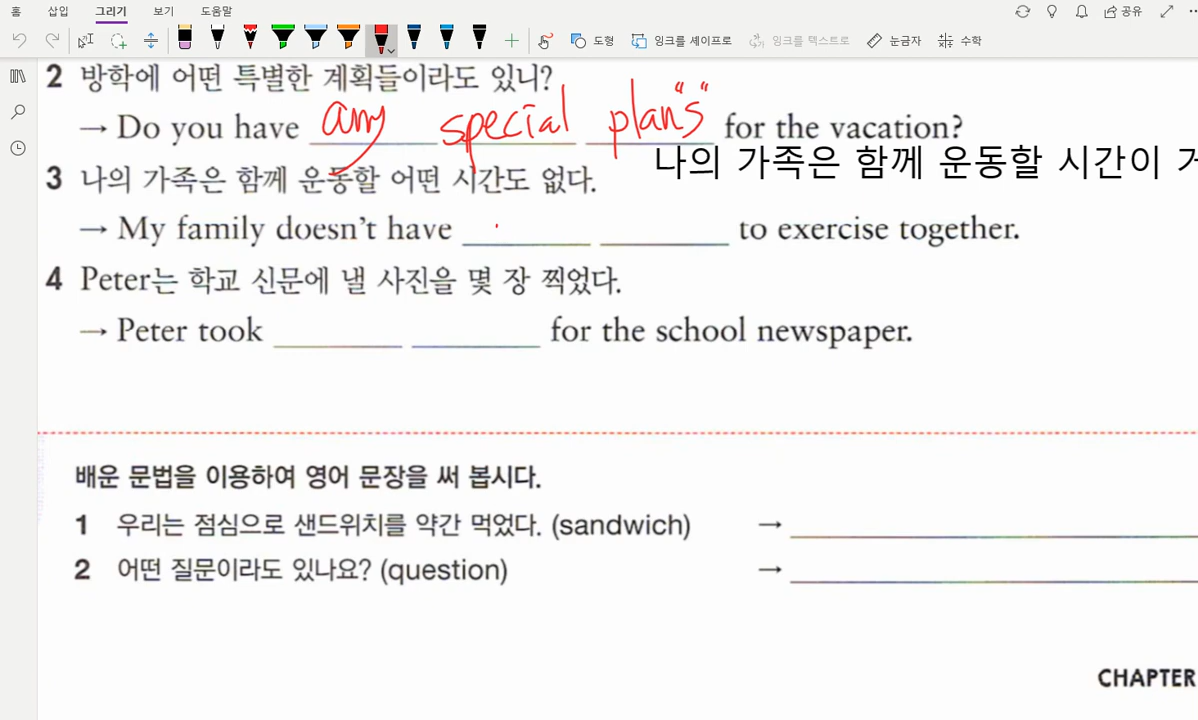 홈 삽입 그리기 보기 도움말 공유
도형 잉크를 셰이프로 잉크를 텍스트로 눈금자 수학
2 방학에 어떤 특별한 계획들이라도 있니?
→ Do you have any special plan"s" for the vacation?
나의 가족은 함께 운동할 시간이
3 나의 가족은 함께 운동할 어떤 시간도 없다.
→ My family doesn't have ________ ________ to exercise together.
4 Peter는 학교 신문에 낼 사진을 몇 장 찍었다.
→ Peter took ________ ________ for the school newspaper.
배운 문법을 이용하여 영어 문장을 써 봅시다.
1 우리는 점심으로 샌드위치를 약간 먹었다. (sandwich) → ________
2 어떤 질문이라도 있나요? (question) → ________
CHAPTER